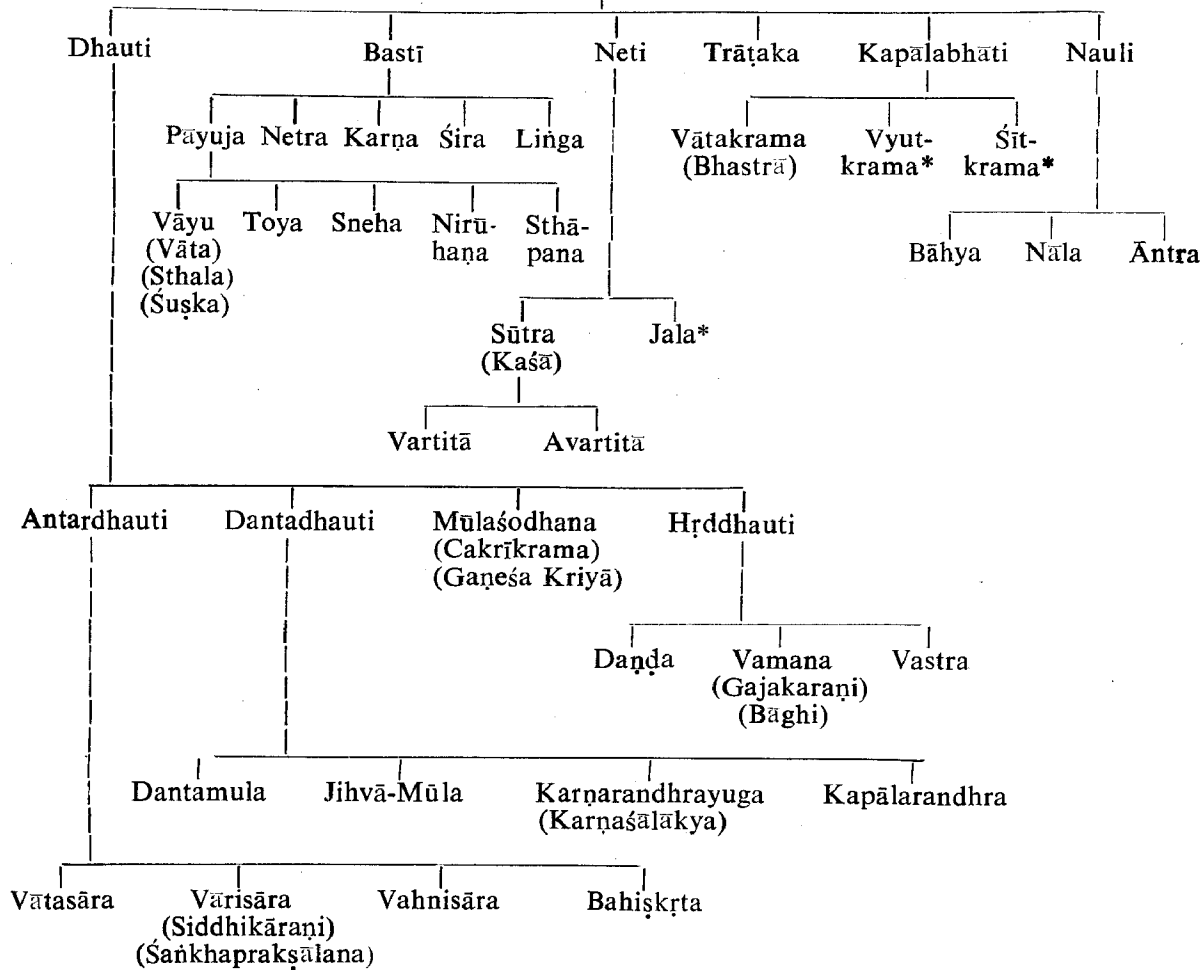 Dhauti Bastī Neti Trāṭaka Kapālabhāti Nauli
Pāyuja Netra Karṇa Śira Liṅga
Vātakrama Vyut- Śīt-
(Bhastrā) krama* krama*
Vāyu Toya Sneha Nirū- Sthā-
(Vāta) haṇa pana
(Sthala)
(Śuṣka)
Bāhya Nāla Āntra
Sūtra Jala*
(Kaśā)
Vartitā Avartitā
Antardhauti Dantadhauti Mūlaśodhana Hṛddhauti
(Cakrīkrama)
(Gaṇeśa Kriyā)
Daṇḍa Vamana Vastra
(Gajakaraṇi)
(Bāghi)
Dantamula Jihvā-Mūla Karṇarandhrayuga Kapālarandhra
(Karṇaśālākya)
Vātasāra Vārisāra Vahnisāra Bahiṣkṛta
(Siddhikāraṇi)
(Śaṅkhaprakṣālana)